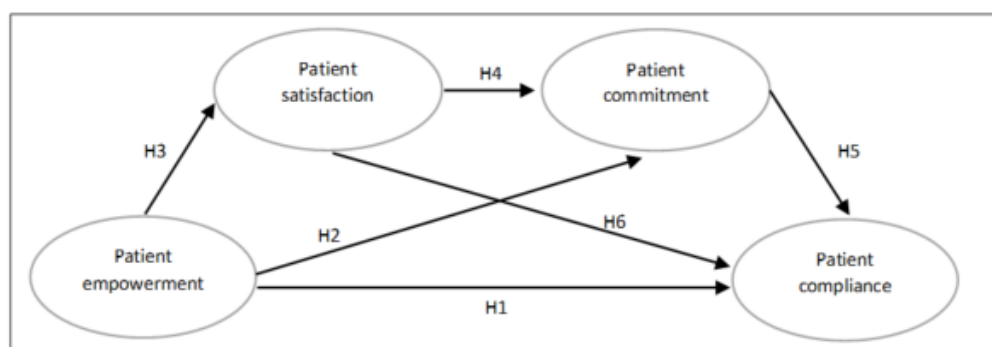 Patient
satisfaction
H4
Patient
commitment
H3
H5
H2
H6
Patient
empowerment
Patient
compliance
H1